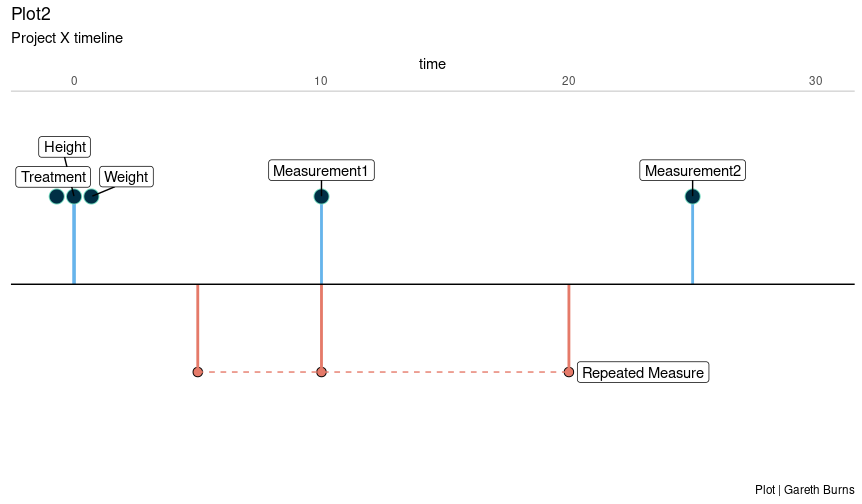 Plot2
Project X timeline
time
0 10 20 30
Height
Treatment Weight Measurement1 Measurement2
Repeated Measure
Plot | Gareth Burns